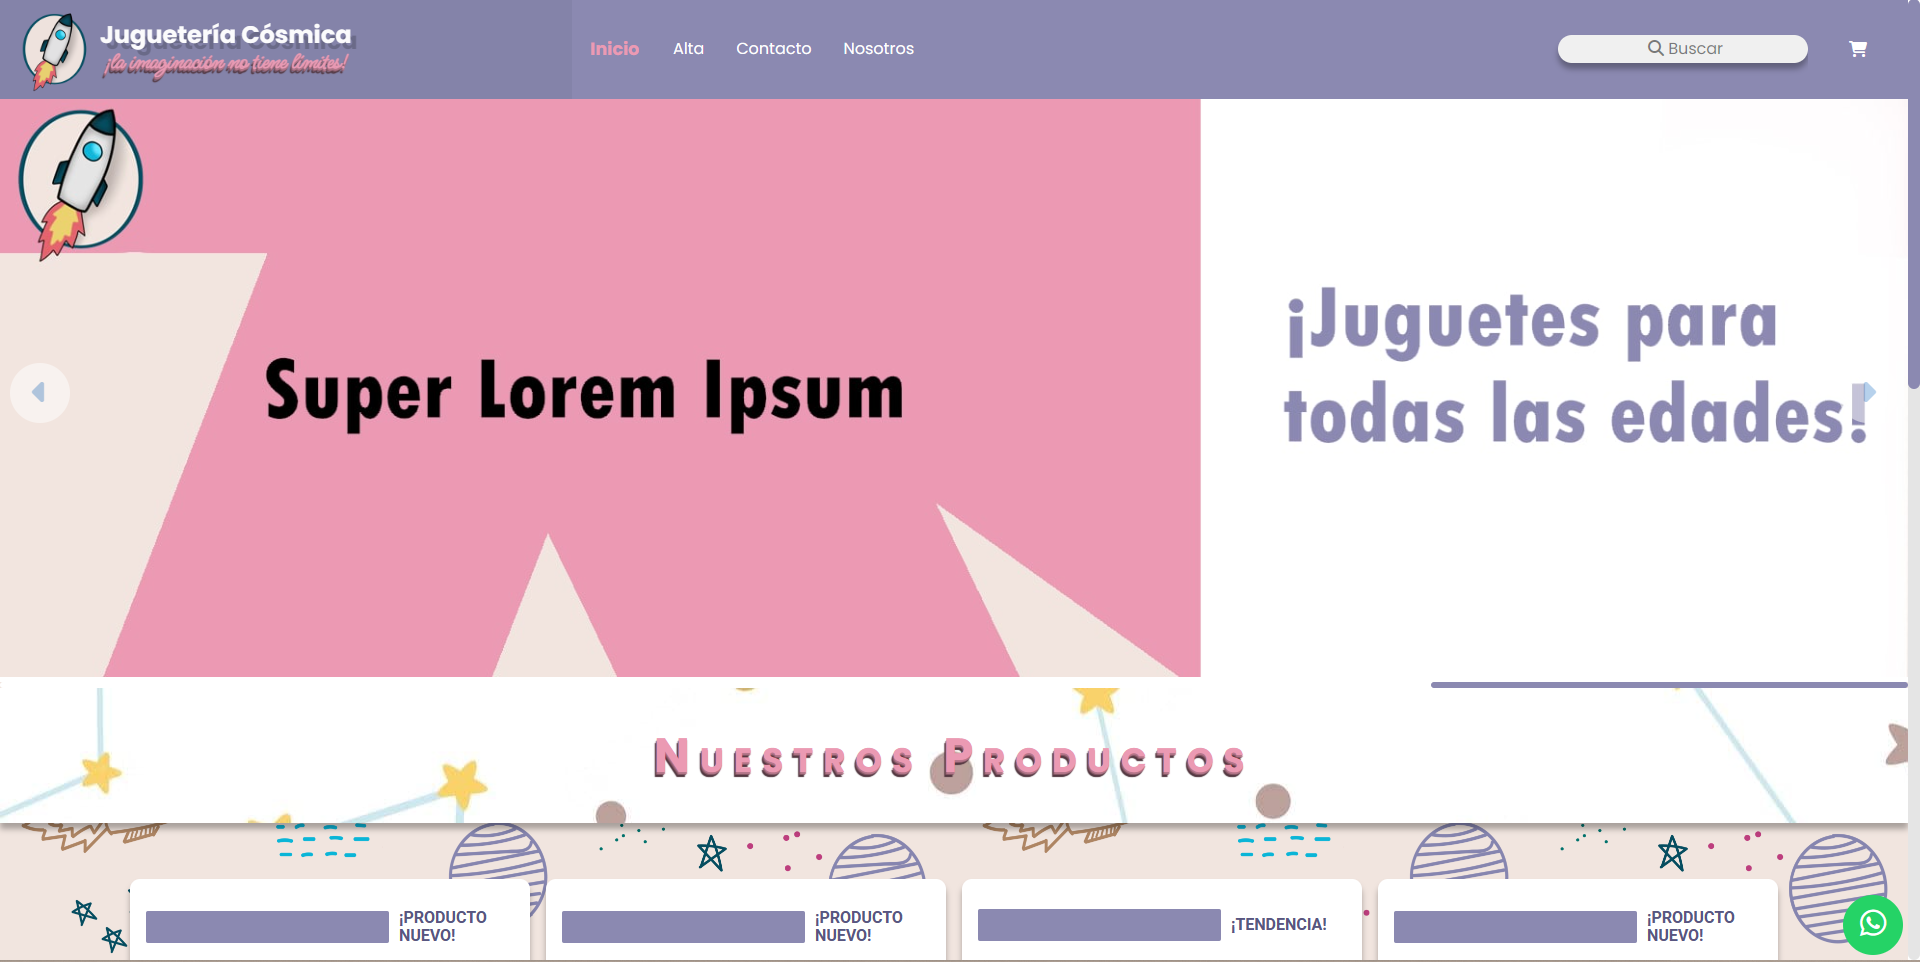 Juguetería Cósmica
¡la imaginación no tiene límites!
Inicio
Alta
Contacto
Nosotros
Buscar
Super Lorem Ipsum
¡Juguetes para
todas las edades!
Nuestros Productos
¡PRODUCTO
NUEVO!
¡PRODUCTO
NUEVO!
¡TENDENCIA!
¡PRODUCTO
NUEVO!